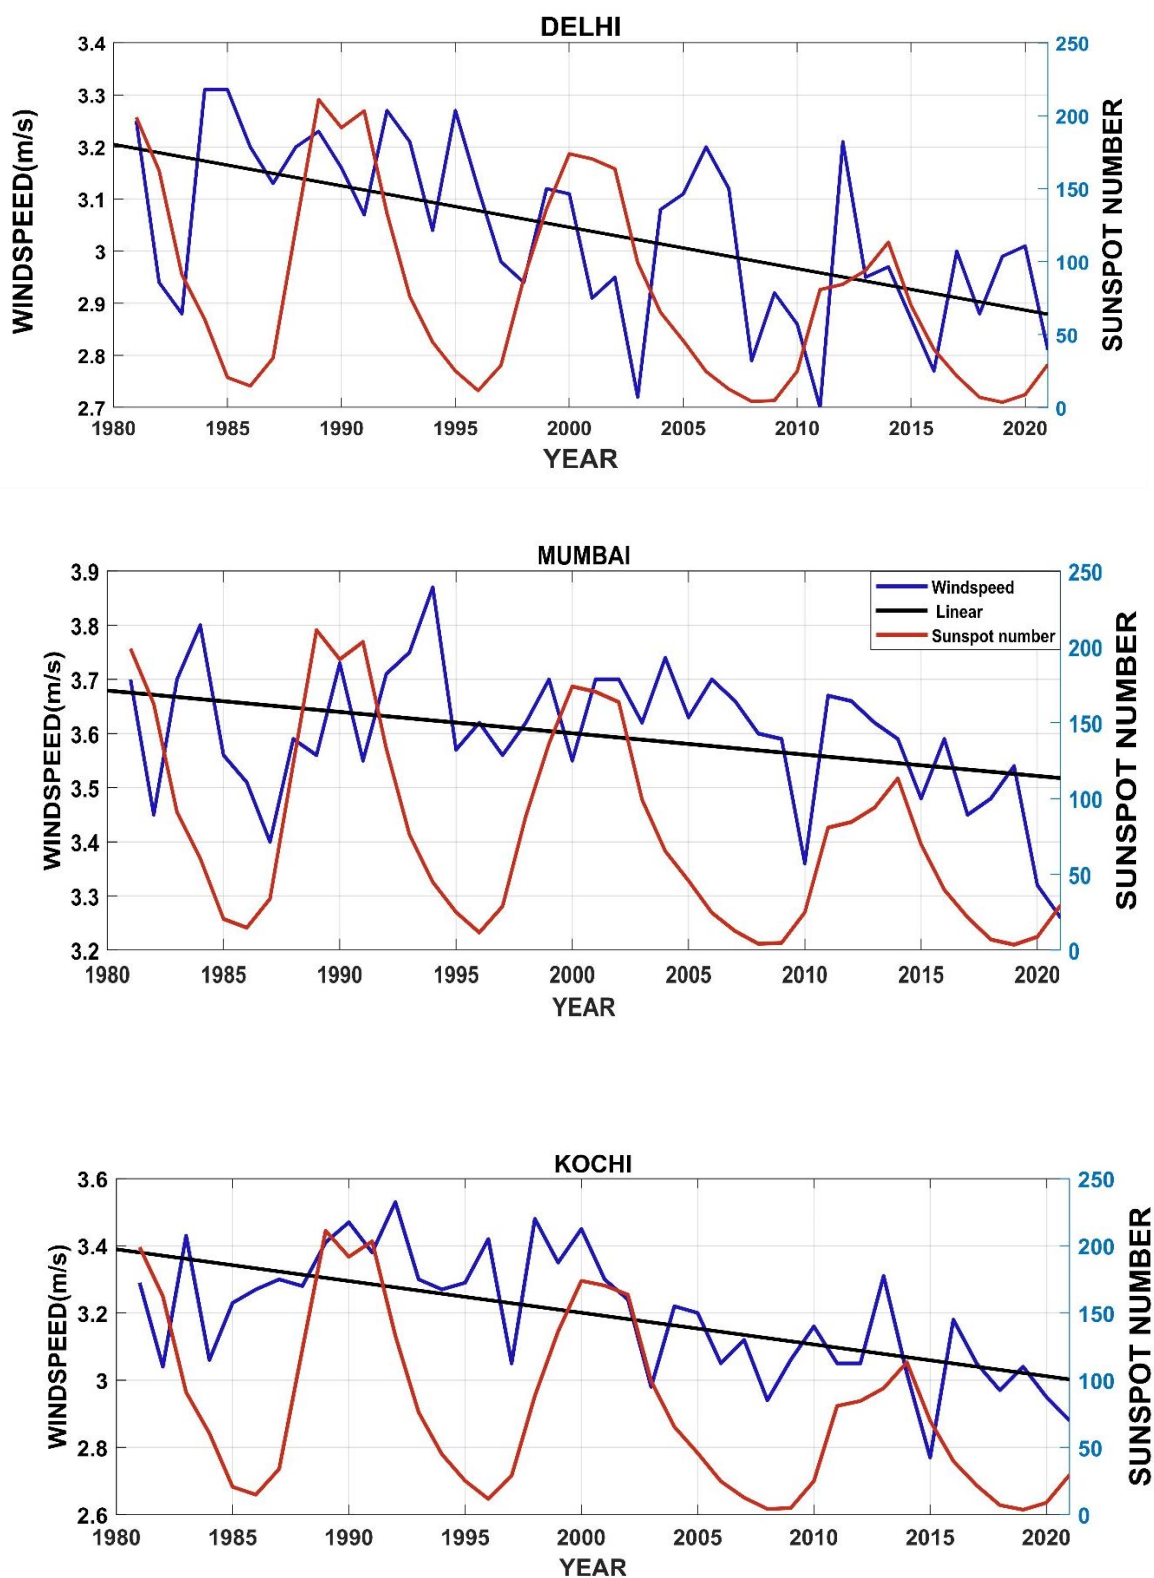 DELHI
3.4
3.3
3.2
3.1
3
2.9
2.8
2.7
WINDSPEED(m/s)
250
200
150
100
50
0
SUNSPOT NUMBER
1980 1985 1990 1995 2000 2005 2010 2015 2020
YEAR
MUMBAI
3.9
3.8
3.7
3.6
3.5
3.4
3.3
3.2
WINDSPEED(m/s)
Windspeed
Linear
Sunspot number
250
200
150
100
50
0
SUNSPOT NUMBER
1980 1985 1990 1995 2000 2005 2010 2015 2020
YEAR
KOCHI
3.6
3.4
3.2
3
2.8
2.6
WINDSPEED(m/s)
250
200
150
100
50
0
SUNSPOT NUMBER
1980 1985 1990 1995 2000 2005 2010 2015 2020
YEAR